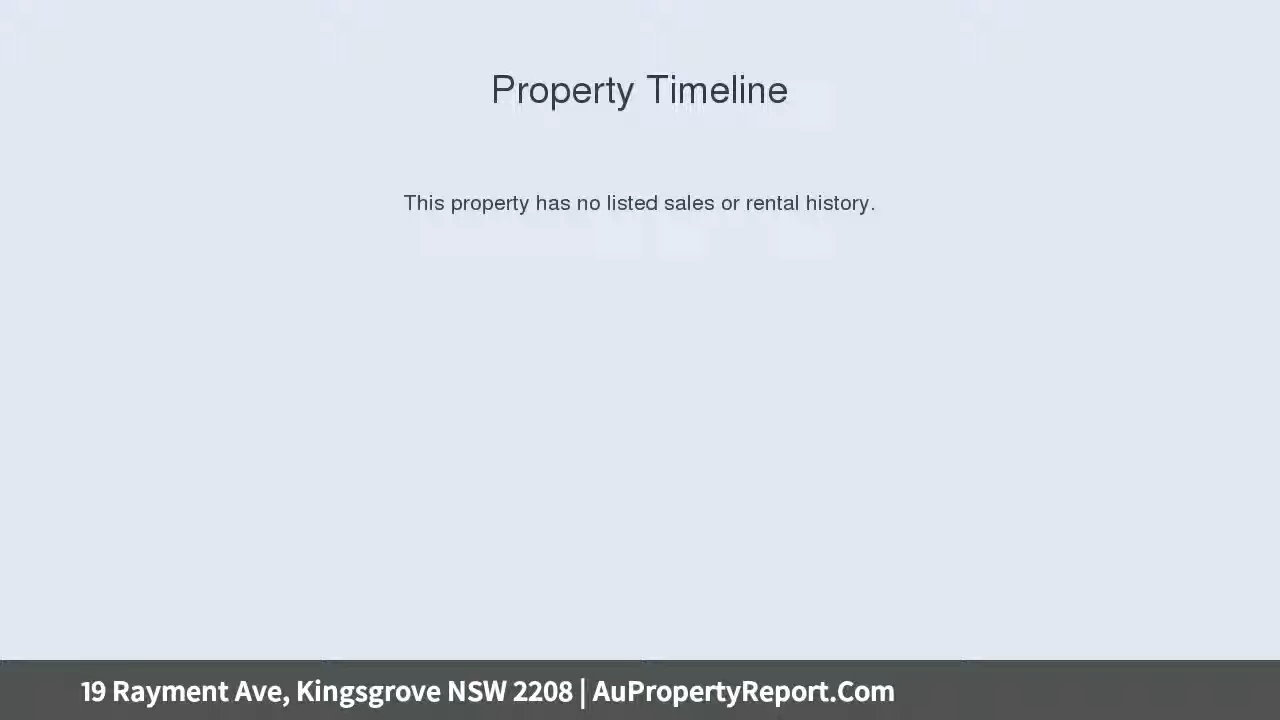 Property Timeline
This property has no listed sales or rental history.
19 Rayment Ave, Kingsgrove NSW 2208 | AuPropertyReport.Com